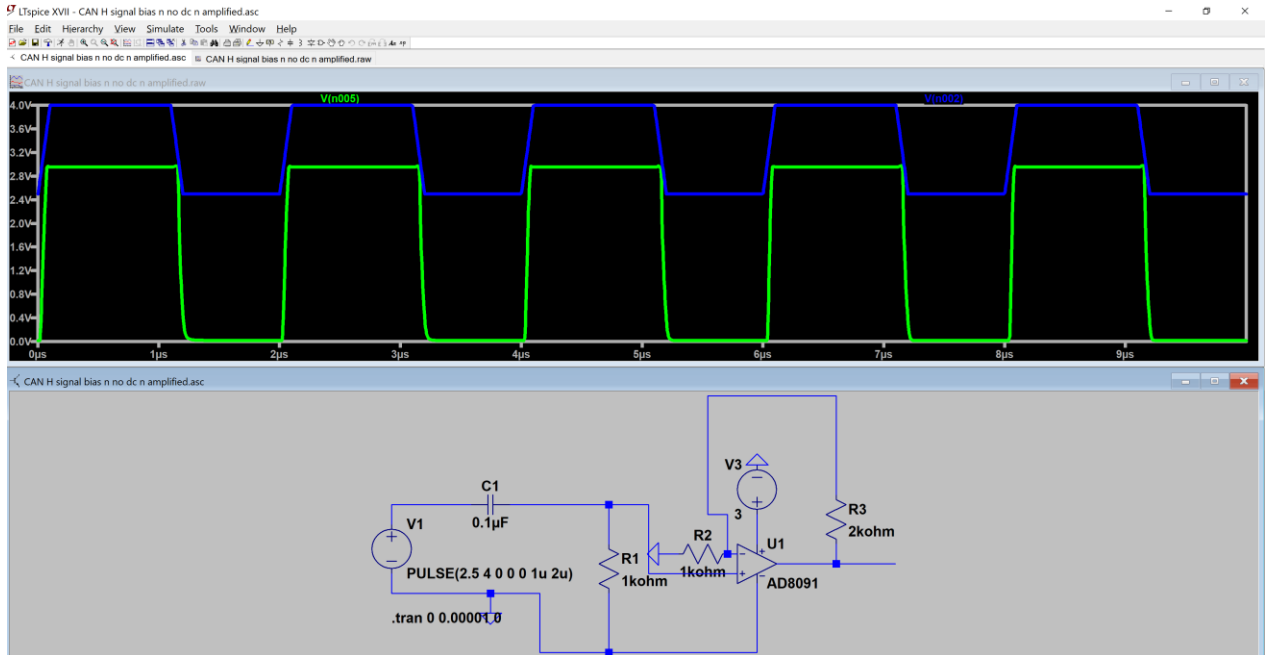 LTspice XVII - CAN H signal bias n no dc n amplified.asc
File Edit Hierarchy View Simulate Tools Window Help
CAN H signal bias n no dc n amplified.asc CAN H signal bias n no dc n amplified.raw
CAN H signal bias n no dc n amplified.raw
V(n005) V(n002)
4.0V
3.6V
3.2V
2.8V
2.4V
2.0V
1.6V
1.2V
0.8V
0.4V
0.0V
0µs 1µs 2µs 3µs 4µs 5µs 6µs 7µs 8µs 9µs
CAN H signal bias n no dc n amplified.asc
V3
C1
3
R3
V1
0.1µF
R2
U1
2kohm
R1
PULSE(2.5 4 0 0 0 1u 2u)
1kohm
1kohm
AD8091
.tran 0 0.00001 0